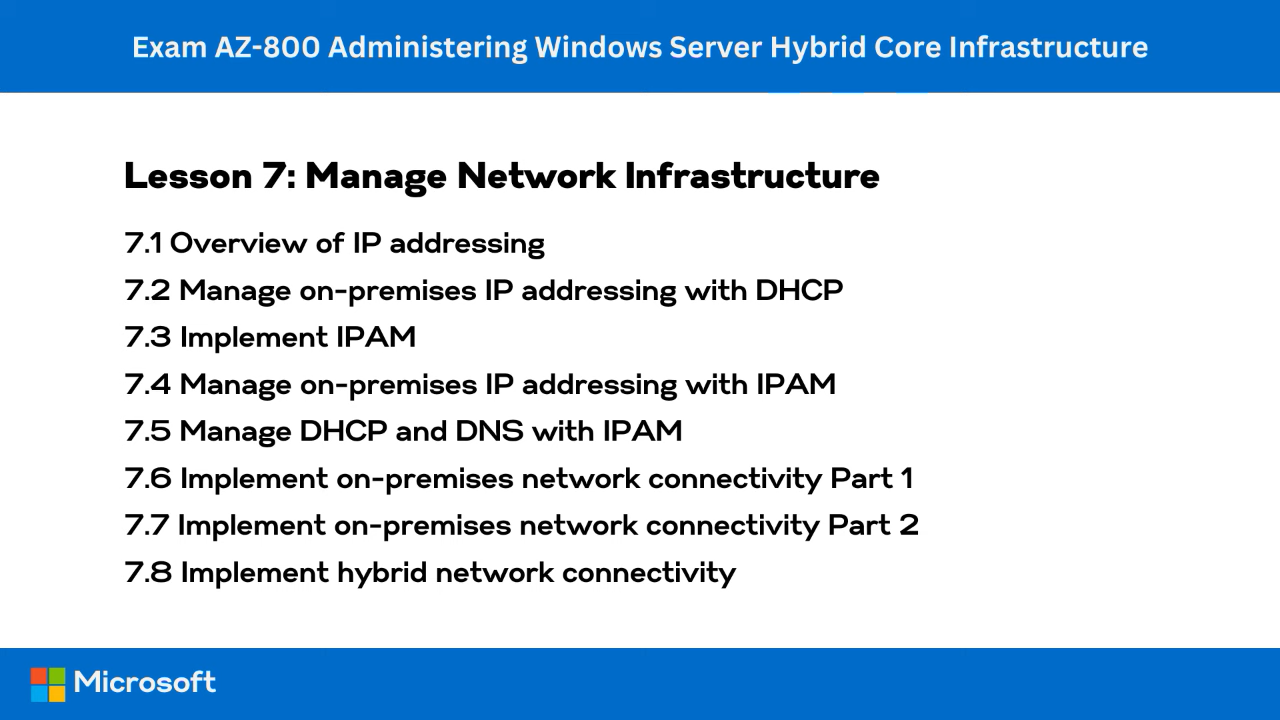 Exam AZ-800 Administering Windows Server Hybrid Core Infrastructure
Lesson 7: Manage Network Infrastructure
7.1 Overview of IP addressing
7.2 Manage on-premises IP addressing with DHCP
7.3 Implement IPAM
7.4 Manage on-premises IP addressing with IPAM
7.5 Manage DHCP and DNS with IPAM
7.6 Implement on-premises network connectivity Part 1
7.7 Implement on-premises network connectivity Part 2
7.8 Implement hybrid network connectivity
Microsoft